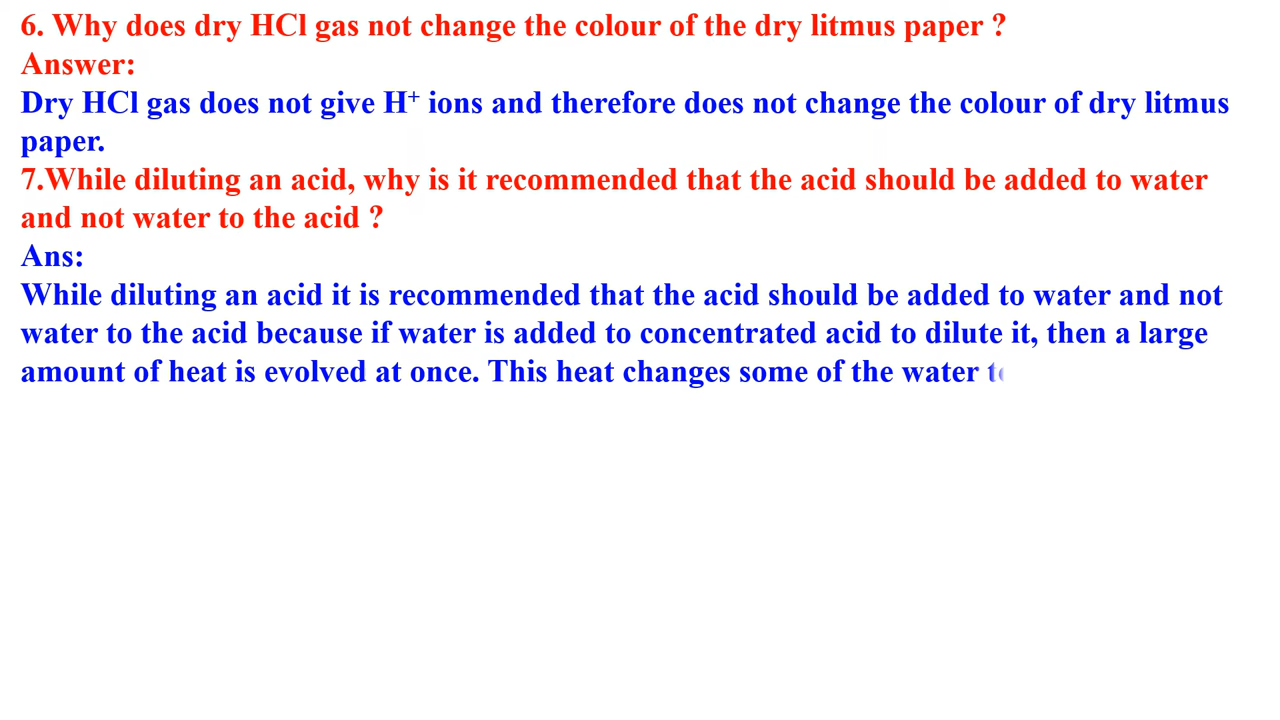 6. Why does dry HCl gas not change the colour of the dry litmus paper ?
Answer:
Dry HCl gas does not give H⁺ ions and therefore does not change the colour of dry litmus
paper.
7.While diluting an acid, why is it recommended that the acid should be added to water
and not water to the acid ?
Ans:
While diluting an acid it is recommended that the acid should be added to water and not
water to the acid because if water is added to concentrated acid to dilute it, then a large
amount of heat is evolved at once. This heat changes some of the water